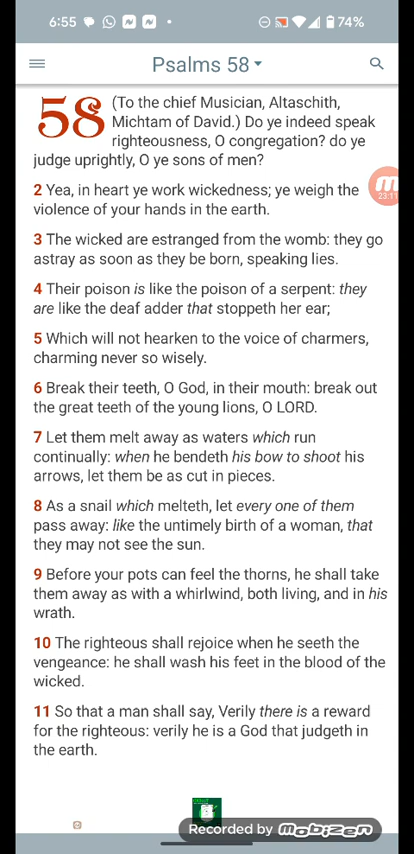 6:55
74%
Psalms 58
58 (To the chief Musician, Altaschith,
Michtam of David.) Do ye indeed speak
righteousness, O congregation? do ye
judge uprightly, O ye sons of men?
2 Yea, in heart ye work wickedness; ye weigh the
violence of your hands in the earth.
23:11
3 The wicked are estranged from the womb: they go
astray as soon as they be born, speaking lies.
4 Their poison is like the poison of a serpent: they
are like the deaf adder that stoppeth her ear;
5 Which will not hearken to the voice of charmers,
charming never so wisely.
6 Break their teeth, O God, in their mouth: break out
the great teeth of the young lions, O LORD.
7 Let them melt away as waters which run
continually: when he bendeth his bow to shoot his
arrows, let them be as cut in pieces.
8 As a snail which melteth, let every one of them
pass away: like the untimely birth of a woman, that
they may not see the sun.
9 Before your pots can feel the thorns, he shall take
them away as with a whirlwind, both living, and in his
wrath.
10 The righteous shall rejoice when he seeth the
vengeance: he shall wash his feet in the blood of the
wicked.
11 So that a man shall say, Verily there is a reward
for the righteous: verily he is a God that judgeth in
the earth.
Recorded by mobizen